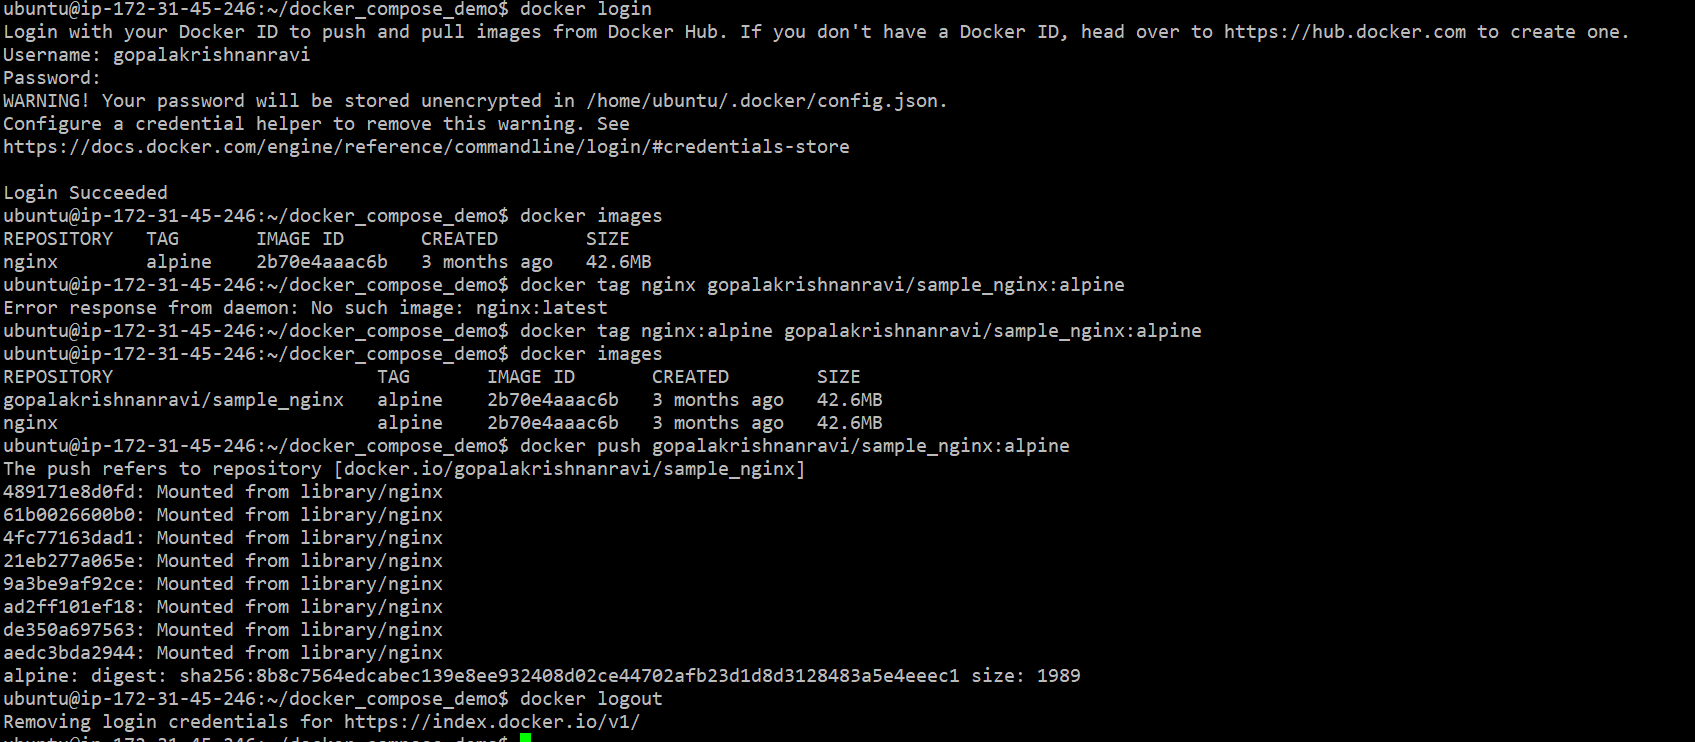 ubuntu@ip-172-31-45-246:~/docker_compose_demo$ docker login
Login with your Docker ID to push and pull images from Docker Hub. If you don't have a Docker ID, head over to https://hub.docker.com to create one.
Username: gopalakrishnanravi
Password:
WARNING! Your password will be stored unencrypted in /home/ubuntu/.docker/config.json.
Configure a credential helper to remove this warning. See
https://docs.docker.com/engine/reference/commandline/login/#credentials-store
Login Succeeded
ubuntu@ip-172-31-45-246:~/docker_compose_demo$ docker images
REPOSITORY   TAG       IMAGE ID       CREATED        SIZE
nginx        alpine    2b70e4aaac6b   3 months ago   42.6MB
ubuntu@ip-172-31-45-246:~/docker_compose_demo$ docker tag nginx gopalakrishnanravi/sample_nginx:alpine
Error response from daemon: No such image: nginx:latest
ubuntu@ip-172-31-45-246:~/docker_compose_demo$ docker tag nginx:alpine gopalakrishnanravi/sample_nginx:alpine
ubuntu@ip-172-31-45-246:~/docker_compose_demo$ docker images
REPOSITORY                        TAG       IMAGE ID       CREATED        SIZE
gopalakrishnanravi/sample_nginx   alpine    2b70e4aaac6b   3 months ago   42.6MB
nginx                             alpine    2b70e4aaac6b   3 months ago   42.6MB
ubuntu@ip-172-31-45-246:~/docker_compose_demo$ docker push gopalakrishnanravi/sample_nginx:alpine
The push refers to repository [docker.io/gopalakrishnanravi/sample_nginx]
489171e8d0fd: Mounted from library/nginx
61b0026600b0: Mounted from library/nginx
4fc77163dad1: Mounted from library/nginx
21eb277a065e: Mounted from library/nginx
9a3be9af92ce: Mounted from library/nginx
ad2ff101ef18: Mounted from library/nginx
de350a697563: Mounted from library/nginx
aedc3bda2944: Mounted from library/nginx
alpine: digest: sha256:8b8c7564edcabec139e8ee932408d02ce44702afb23d1d8d3128483a5e4eeec1 size: 1989
ubuntu@ip-172-31-45-246:~/docker_compose_demo$ docker logout
Removing login credentials for https://index.docker.io/v1/
ubuntu@ip-172-31-45-246:~/docker_compose_demo$